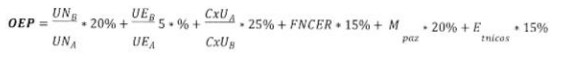 OEP = UN_B / UN_A * 20% + UE_B / UE_A 5 * % + CxU_A / CxU_B * 25% + FNCER * 15% + M_paz * 20% + E_tnicos * 15%